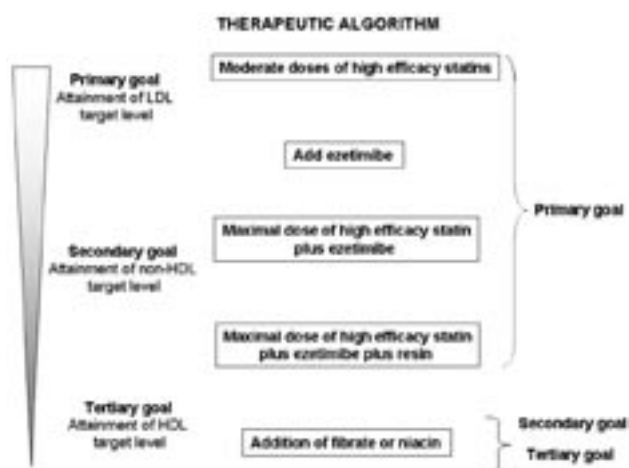 THERAPEUTIC ALGORITHM
Primary goal
Attainment of LDL
target level
Moderate doses of high efficacy statins
Add ezetimibe
Primary goal
Secondary goal
Attainment of non-HDL
target level
Maximal dose of high efficacy statin
plus ezetimibe
Maximal dose of high efficacy statin
plus ezetimibe plus resin
Tertiary goal
Attainment of HDL
target level
Addition of fibrate or niacin
Secondary goal
Tertiary goal